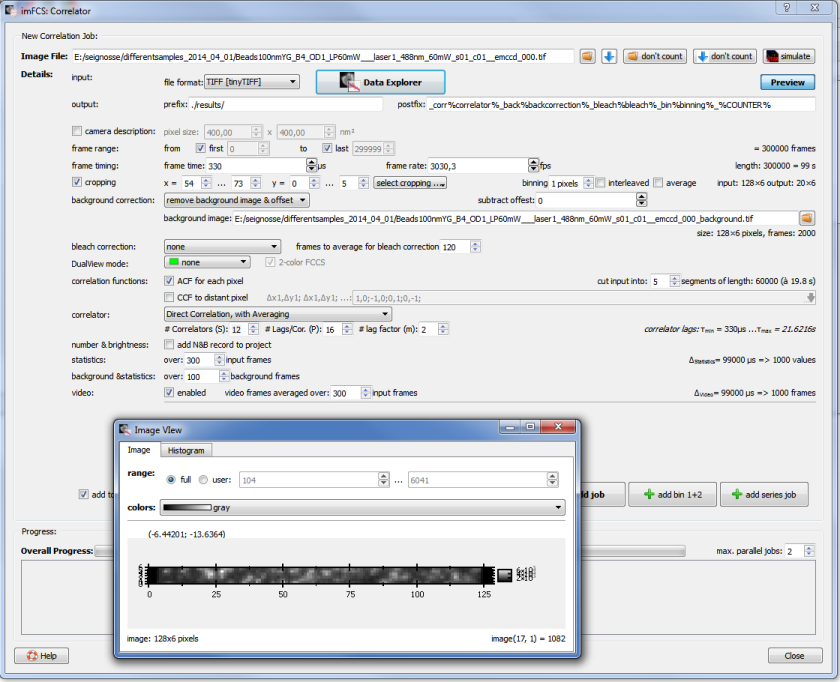 imFCS: Correlator
New Correlation Job:
Image File: E:/seignosse/differentsamples_2014_04_01/Beads100nmYG_B4_OD1_LP60mW___laser1_488nm_60mW_s01_c01__emccd_000.tif don't count don't count simulate
Details: input: file format: TIFF [tinyTIFF] Data Explorer Preview
output: prefix: ./results/ postfix: _corr%correlator%_back%backcorrection%_bleach%bleach%_bin%binning%_%COUNTER%
camera description: pixel size: 400,00 x 400,00 nm²
frame range: from first 0 to last 299999 = 300000 frames
frame timing: frame time: 330 µs frame rate: 3030,3 fps length: 300000 = 99 s
cropping x = 54 ... 73 y = 0 ... 5 select cropping ... binning 1 pixels interleaved average input: 128×6 output: 20×6
background correction: remove background image & offset subtract offest: 0
background image: E:/seignosse/differentsamples_2014_04_01/Beads100nmYG_B4_OD1_LP60mW___laser1_488nm_60mW_s01_c01__emccd_000_background.tif
size: 128×6 pixels, frames: 2000
bleach correction: none frames to average for bleach correction 120
DualView mode: none 2-color FCCS
correlation functions: ACF for each pixel cut input into: 5 segments of length: 60000 (à 19.8 s)
CCF to distant pixel Δx1,Δy1; Δx1,Δy1; ...: 1,0;-1,0;0,1;0,-1;
correlator: Direct Correlation, with Averaging
# Correlators (S): 12 # Lags/Cor. (P): 16 # lag factor (m): 2 correlator lags: τmin = 330µs ...τmax = 21.6216s
number & brightness: add N&B record to project
statistics: over: 300 input frames ΔStatistics= 99000 µs => 1000 values
background &statistics: over: 100 background frames
video: enabled video frames averaged over: 300 input frames ΔVideo= 99000 µs => 1000 frames
Image VIew
Image Histogram
range: full user: 104 ... 6041
add job add bin 1+2 add series job
colors: gray
Progress: (-6.44201; -13.6364)
Overall Progress: max. parallel jobs: 2
0 25 50 75 100 125
image: 128x6 pixels image(17, 1) = 1082
Help Close